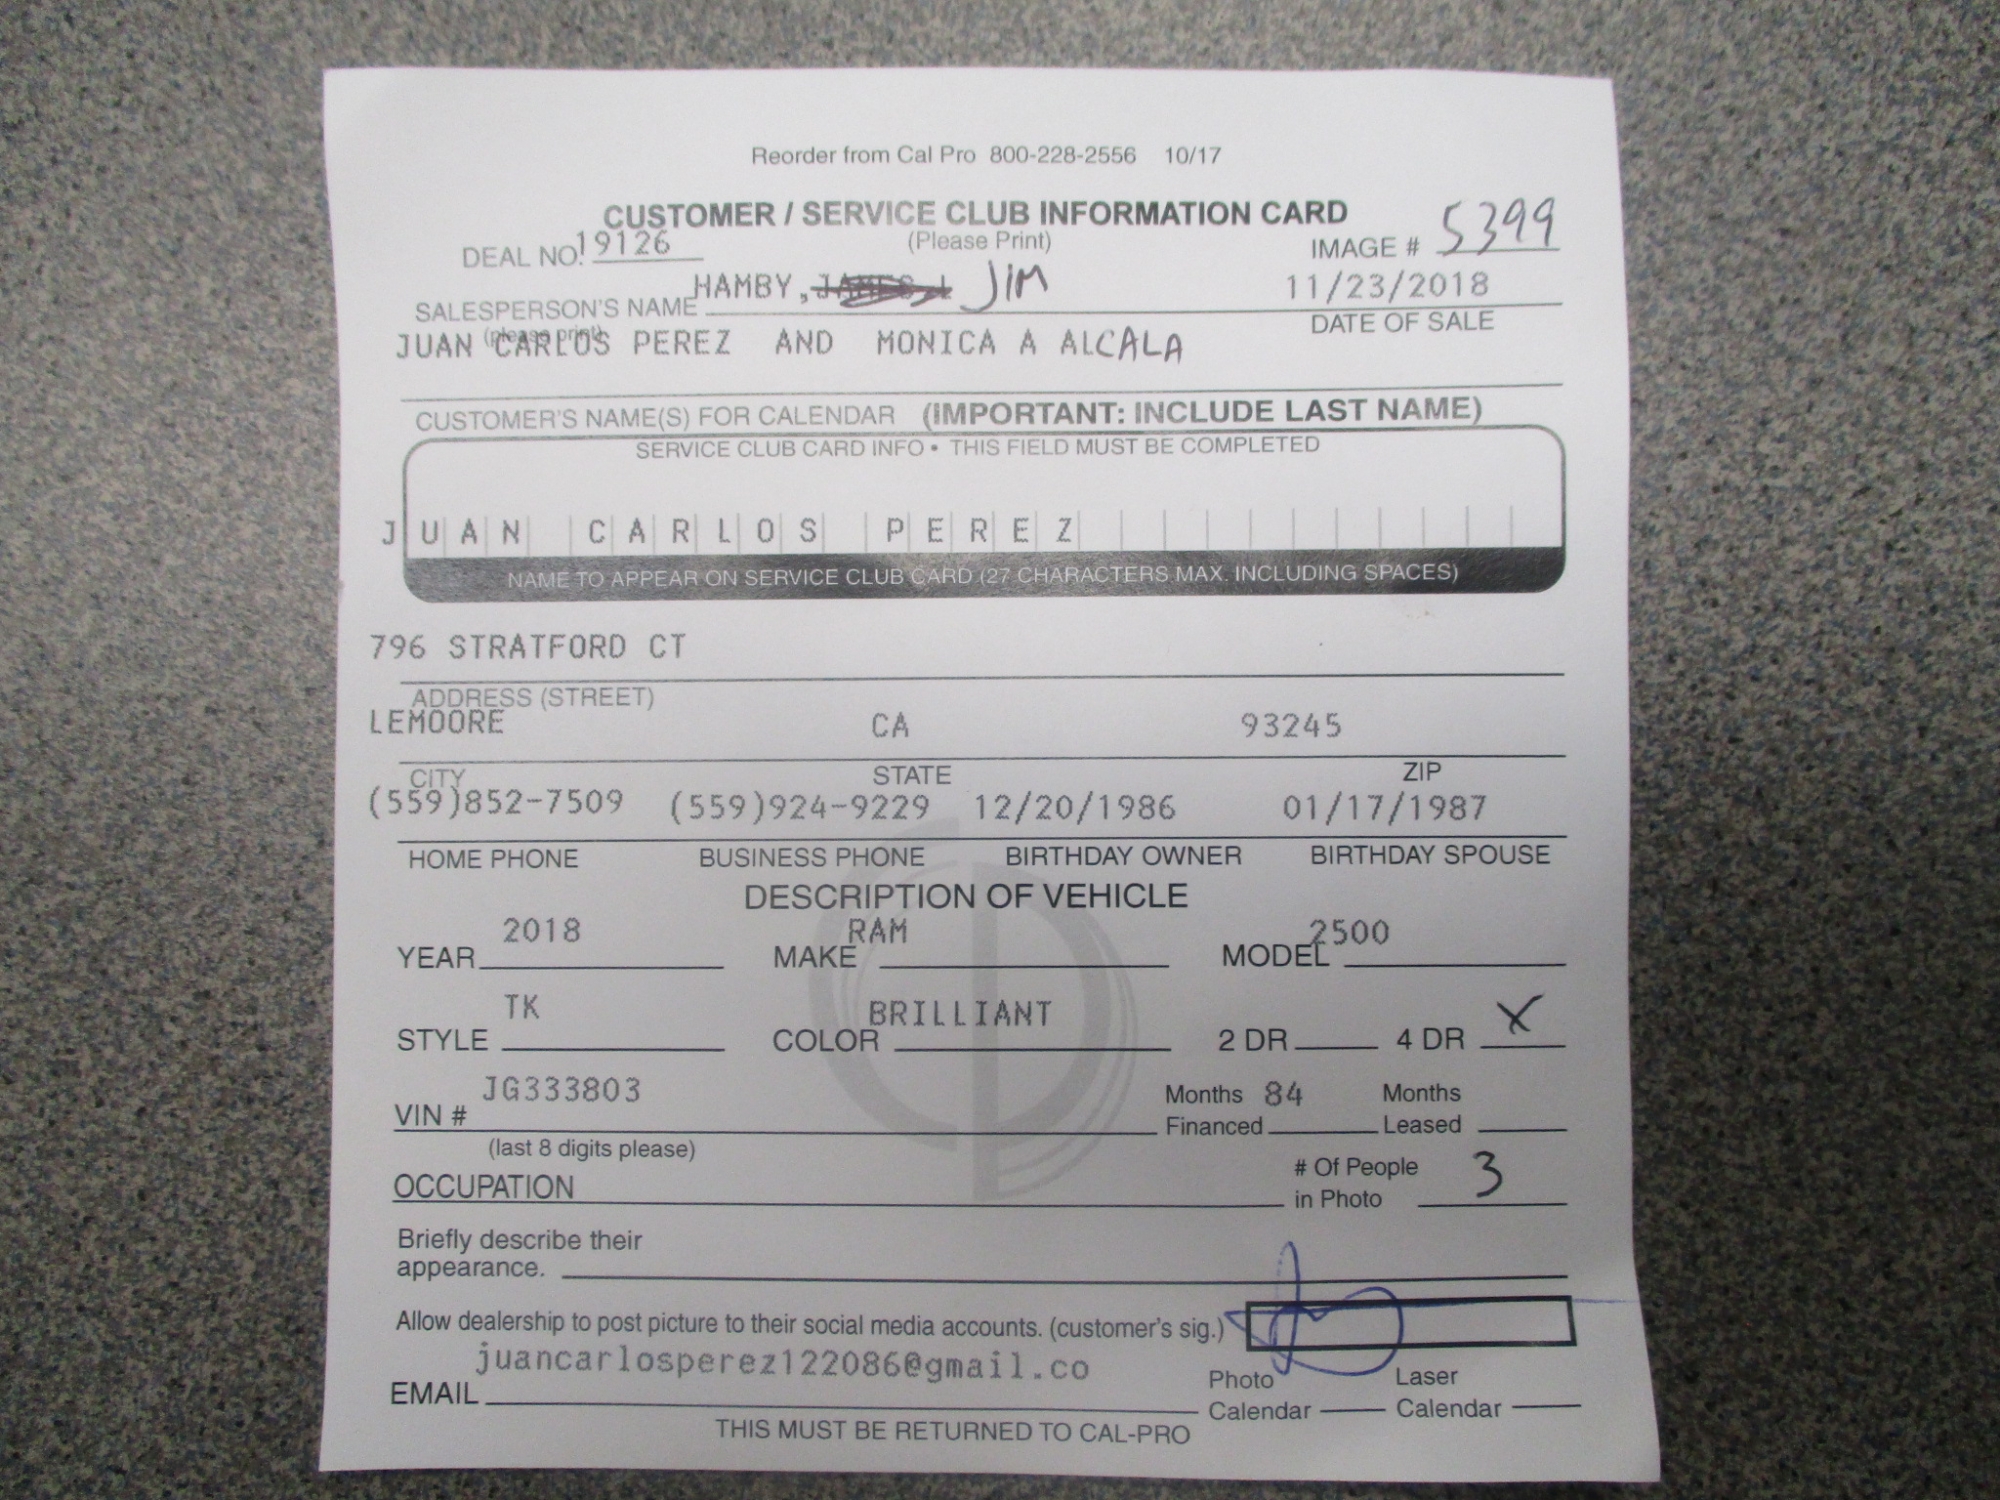 Reorder from Cal Pro 800-228-2556 10/17
CUSTOMER / SERVICE CLUB INFORMATION CARD
(Please Print)
DEAL NO. 19126
IMAGE # 5399
SALESPERSON'S NAME HAMBY, JIM
(please print)
11/23/2018
DATE OF SALE
JUAN CARLOS PEREZ AND MONICA A ALCALA
CUSTOMER'S NAME(S) FOR CALENDAR (IMPORTANT: INCLUDE LAST NAME)
SERVICE CLUB CARD INFO • THIS FIELD MUST BE COMPLETED
JUAN CARLOS PEREZ
NAME TO APPEAR ON SERVICE CLUB CARD (27 CHARACTERS MAX. INCLUDING SPACES)
796 STRATFORD CT
ADDRESS (STREET)
LEMOORE CA 93245
CITY STATE ZIP
(559)852-7509 (559)924-9229 12/20/1986 01/17/1987
HOME PHONE BUSINESS PHONE BIRTHDAY OWNER BIRTHDAY SPOUSE
DESCRIPTION OF VEHICLE
YEAR 2018 MAKE RAM MODEL 2500
STYLE TK COLOR BRILLIANT 2 DR 4 DR X
VIN # JG333803
(last 8 digits please)
Months Financed 84 Months Leased
OCCUPATION
# Of People in Photo 3
Briefly describe their
appearance.
Allow dealership to post picture to their social media accounts. (customer's sig.)
EMAIL juancarlosperez122086@gmail.co
Photo Calendar Laser Calendar
THIS MUST BE RETURNED TO CAL-PRO